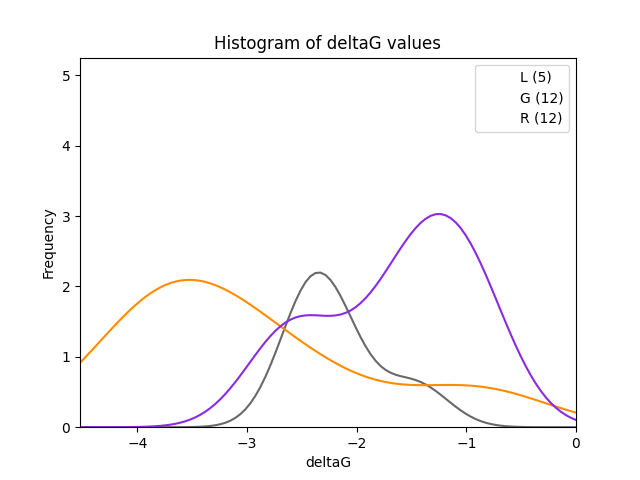 Histogram of deltaG values
L (5)
G (12)
R (12)
Frequency
5
4
3
2
1
0
−4
−3
−2
−1
0
deltaG